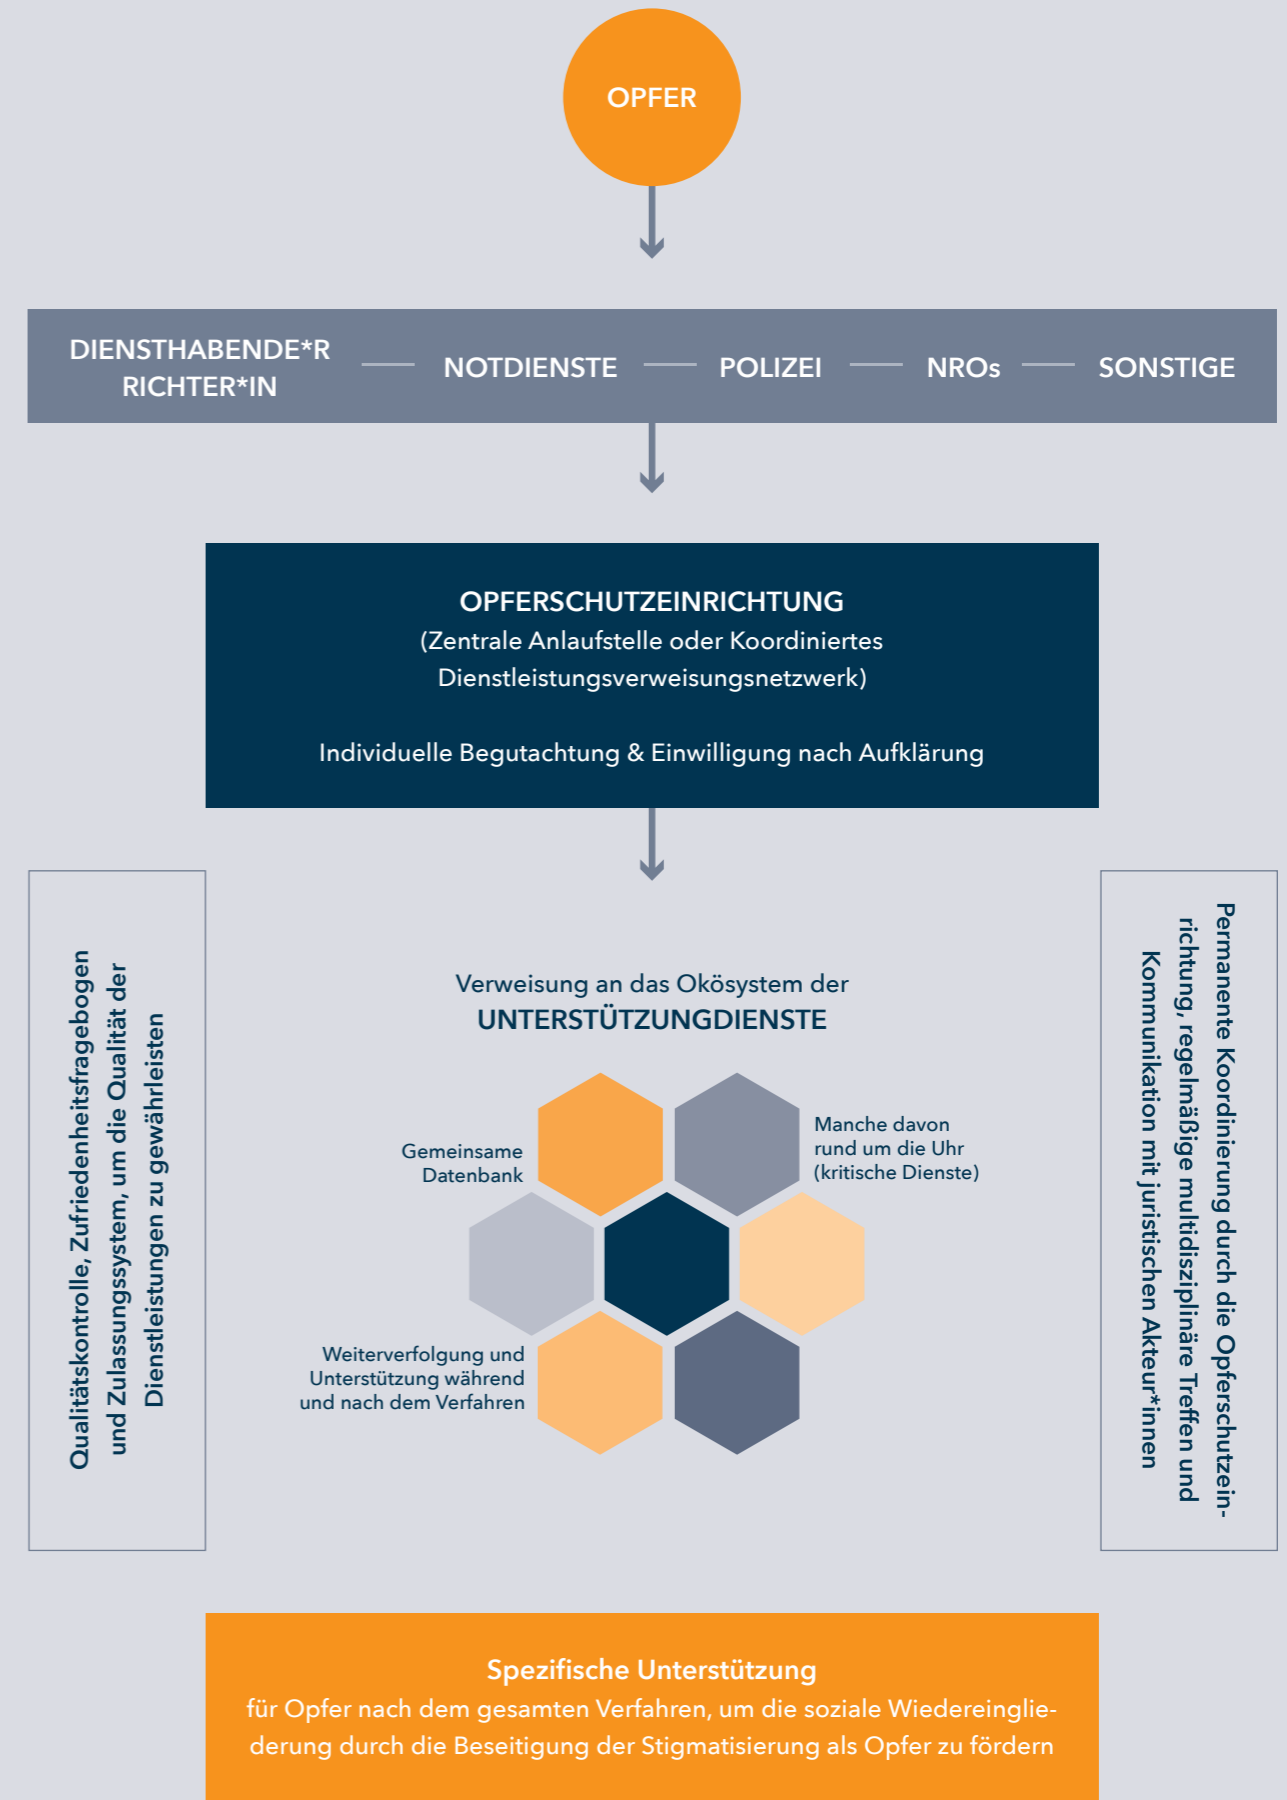 OPFER
DIENSTHABENDE*R
RICHTER*IN
NOTDIENSTE
POLIZEI
NROs
SONSTIGE
OPFERSCHUTZEINRICHTUNG
(Zentrale Anlaufstelle oder Koordiniertes
Dienstleistungsverweisungsnetzwerk)
Individuelle Begutachtung & Einwilligung nach Aufklärung
Qualitätskontrolle, Zufriedenheitsfragebogen
und Zulassungssystem, um die Qualität der
Dienstleistungen zu gewährleisten
Verweisung an das Okösystem der
UNTERSTÜTZUNGDIENSTE
Gemeinsame
Datenbank
Manche davon
rund um die Uhr
(kritische Dienste)
Weiterverfolgung und
Unterstützung während
und nach dem Verfahren
Permanente Koordinierung durch die Opferschutzein-
richtung, regelmäßige multidisziplinäre Treffen und
Kommunikation mit juristischen Akteur*innen
Spezifische Unterstützung
für Opfer nach dem gesamten Verfahren, um die soziale Wiedereinglie-
derung durch die Beseitigung der Stigmatisierung als Opfer zu fördern